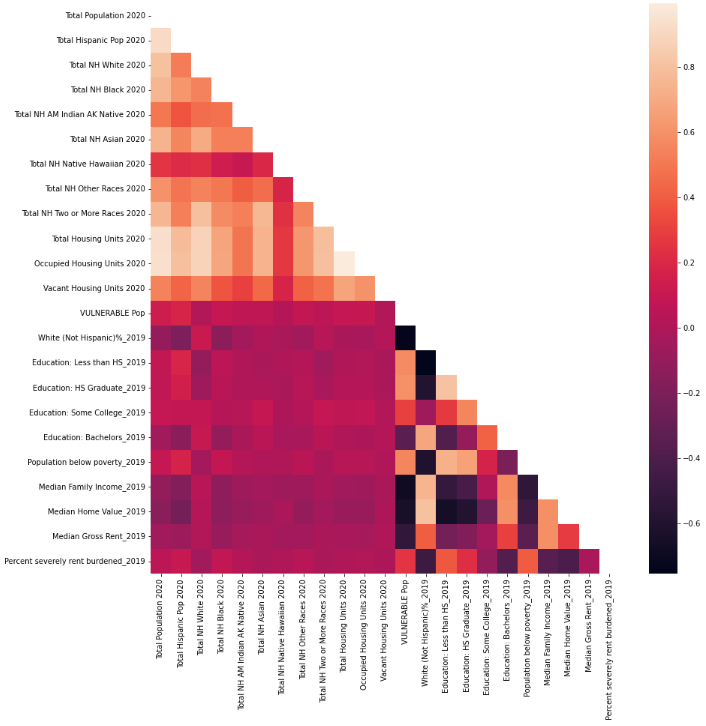 Total Population 2020
Total Hispanic Pop 2020
Total NH White 2020
Total NH Black 2020
Total NH AM Indian AK Native 2020
Total NH Asian 2020
Total NH Native Hawaiian 2020
Total NH Other Races 2020
Total NH Two or More Races 2020
Total Housing Units 2020
Occupied Housing Units 2020
Vacant Housing Units 2020
VULNERABLE Pop
White (Not Hispanic)%_2019
Education: Less than HS_2019
Education: HS Graduate_2019
Education: Some College_2019
Education: Bachelors_2019
Population below poverty_2019
Median Family Income_2019
Median Home Value_2019
Median Gross Rent_2019
Percent severely rent burdened_2019
Total Population 2020
Total Hispanic Pop 2020
Total NH White 2020
Total NH Black 2020
Total NH AM Indian AK Native 2020
Total NH Asian 2020
Total NH Native Hawaiian 2020
Total NH Other Races 2020
Total NH Two or More Races 2020
Total Housing Units 2020
Occupied Housing Units 2020
Vacant Housing Units 2020
VULNERABLE Pop
White (Not Hispanic)%_2019
Education: Less than HS_2019
Education: HS Graduate_2019
Education: Some College_2019
Education: Bachelors_2019
Population below poverty_2019
Median Family Income_2019
Median Home Value_2019
Median Gross Rent_2019
Percent severely rent burdened_2019
0.8
0.6
0.4
0.2
0.0
−0.2
−0.4
−0.6